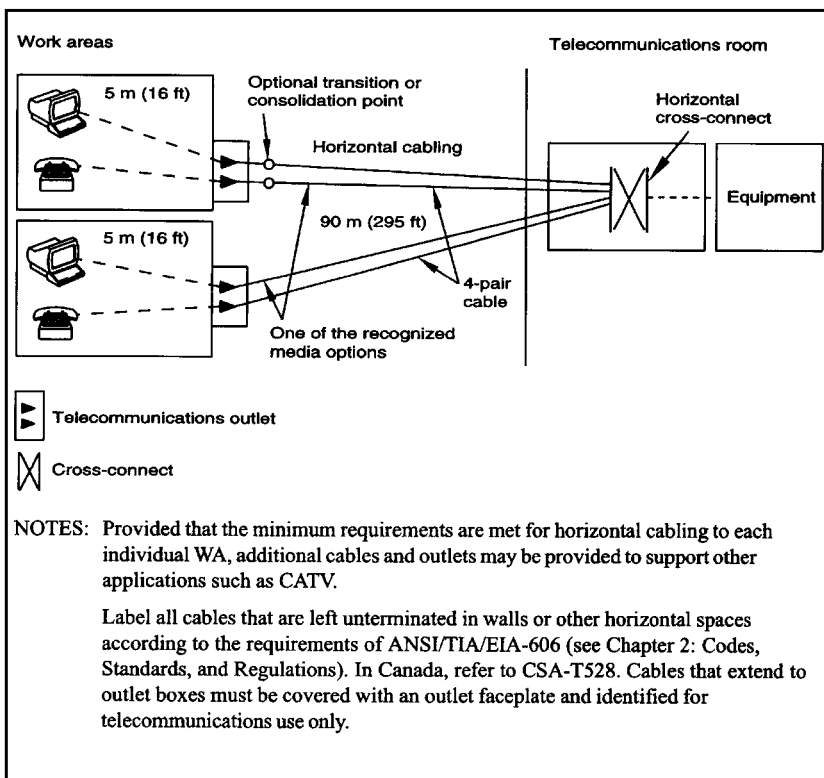 Work areas
Telecommunications room
5 m (16 ft)
Optional transition or
consolidation point
Horizontal
cross-connect
Horizontal cabling
Equipment
90 m (295 ft)
5 m (16 ft)
4-pair
cable
One of the recognized
media options
Telecommunications outlet
Cross-connect
NOTES: Provided that the minimum requirements are met for horizontal cabling to each
individual WA, additional cables and outlets may be provided to support other
applications such as CATV.
Label all cables that are left unterminated in walls or other horizontal spaces
according to the requirements of ANSI/TIA/EIA-606 (see Chapter 2: Codes,
Standards, and Regulations). In Canada, refer to CSA-T528. Cables that extend to
outlet boxes must be covered with an outlet faceplate and identified for
telecommunications use only.